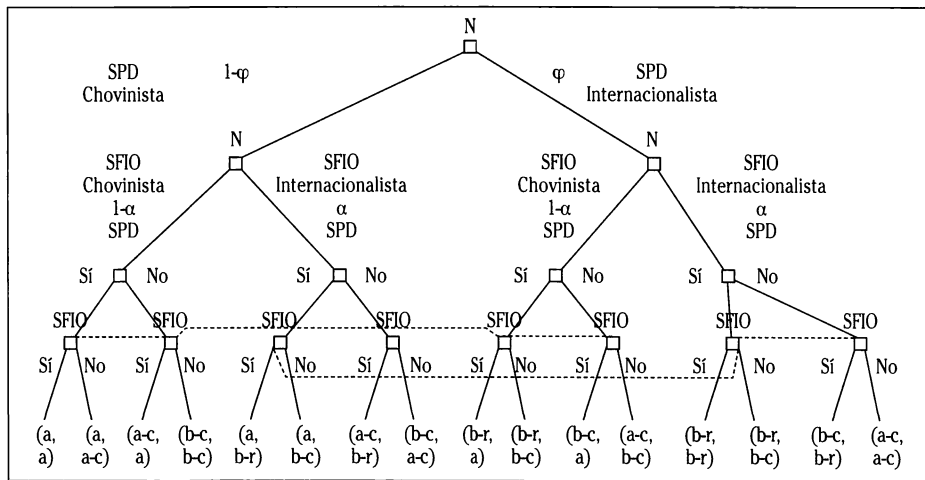 N
SPD 1-φ φ SPD
Chovinista Internacionalista
N N
SFIO SFIO SFIO SFIO
Chovinista Internacionalista Chovinista Internacionalista
1-α α 1-α α
SPD SPD SPD SPD
Sí No Sí No Sí No Sí No
SFIO SFIO SFIO SFIO SFIO SFIO SFIO SFIO
Sí No Sí No Sí No Sí No Sí No Sí No Sí No Sí No
(a, (a, (a-c, (b-c, (a, (a, (a-c, (b-c, (b-r, (b-r, (b-c, (a-c, (b-r, (b-r, (b-c, (a-c,
a) a-c) a) b-c) b-r) b-c) b-r) a-c) a) b-c) a) b-c) b-r) b-c) b-r) a-c)